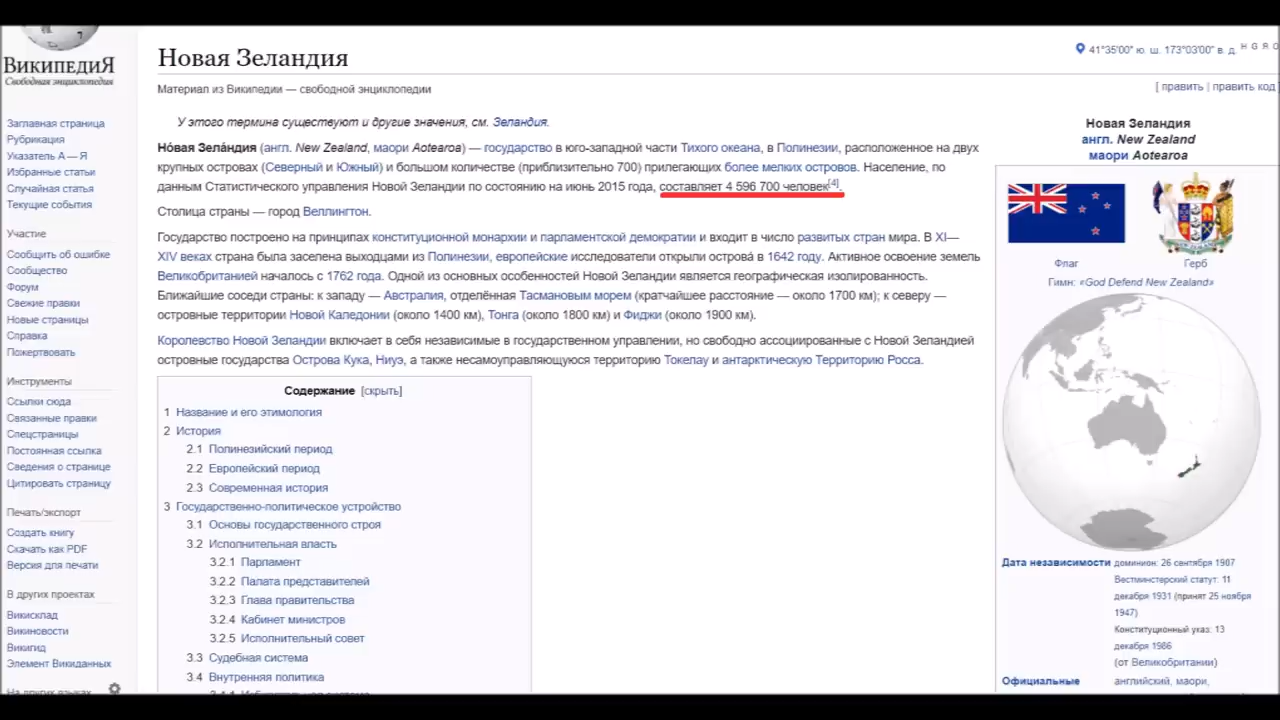 ВИКИПЕДИЯ
Свободная энциклопедия
Заглавная страница
Рубрикация
Указатель А — Я
Избранные статьи
Случайная статья
Текущие события
Участие
Сообщить об ошибке
Сообщество
Форум
Свежие правки
Новые страницы
Справка
Пожертвовать
Инструменты
Ссылки сюда
Связанные правки
Спецстраницы
Постоянная ссылка
Сведения о странице
Цитировать страницу
Печать/экспорт
Создать книгу
Скачать как PDF
Версия для печати
В других проектах
Викисклад
Викиновости
Викигид
Элемент Викиданных
На других языках
Новая Зеландия
41°35′00″ ю. ш. 173°03′00″ в. д. H G Я O
Материал из Википедии — свободной энциклопедии
[ править | править код
У этого термина существуют и другие значения, см. Зеландия.
Но́вая Зела́ндия (англ. New Zealand, маори Aotearoa) — государство в юго-западной части Тихого океана, в Полинезии, расположенное на двух
крупных островах (Северный и Южный) и большом количестве (приблизительно 700) прилегающих более мелких островов. Население, по
данным Статистического управления Новой Зеландии по состоянию на июнь 2015 года, составляет 4 596 700 человек[4].
Столица страны — город Веллингтон.
Государство построено на принципах конституционной монархии и парламентской демократии и входит в число развитых стран мира. В XI—
XIV веках страна была заселена выходцами из Полинезии, европейские исследователи открыли острова́ в 1642 году. Активное освоение земель
Великобританией началось с 1762 года. Одной из основных особенностей Новой Зеландии является географическая изолированность.
Ближайшие соседи страны: к западу — Австралия, отделённая Тасмановым морем (кратчайшее расстояние — около 1700 км); к северу —
островные территории Новой Каледонии (около 1400 км), Тонга (около 1800 км) и Фиджи (около 1900 км).
Королевство Новой Зеландии включает в себя независимые в государственном управлении, но свободно ассоциированные с Новой Зеландией
островные государства Острова Кука, Ниуэ, а также несамоуправляющуюся территорию Токелау и антарктическую Территорию Росса.
Содержание [скрыть]
1 Название и его этимология
2 История
2.1 Полинезийский период
2.2 Европейский период
2.3 Современная история
3 Государственно-политическое устройство
3.1 Основы государственного строя
3.2 Исполнительная власть
3.2.1 Парламент
3.2.2 Палата представителей
3.2.3 Глава правительства
3.2.4 Кабинет министров
3.2.5 Исполнительный совет
3.3 Судебная система
3.4 Внутренняя политика
3.4.1 Избирательная система
Новая Зеландия
англ. New Zealand
маори Aotearoa
Флаг
Герб
Гимн: «God Defend New Zealand»
Дата независимости доминион: 26 сентября 1907
Вестминстерский статут: 11
декабря 1931 (принят 25 ноября
1947)
Конституционный указ: 13
декабря 1986
(от Великобритании)
Официальные английский, маори,